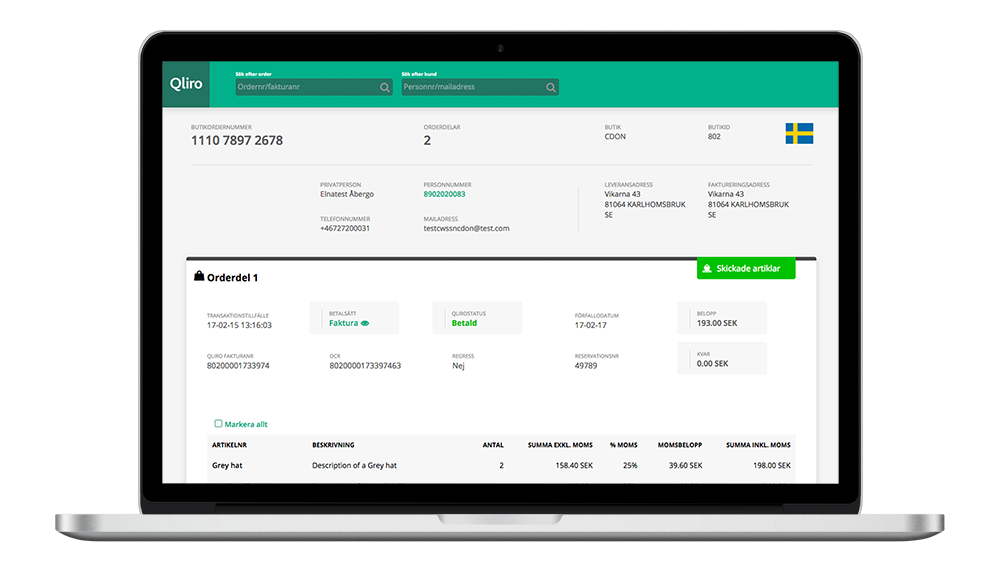 Qliro
Sök efter order
Ordernr/fakturanr
Sök efter kund
Personnr/mailadress
BUTIKORDERNUMMER
1110 7897 2678
ORDERDELAR
2
BUTIK
CDON
BUTIKID
802
PRIVATPERSON
Elnatest Åbergo
PERSONNUMMER
8902020083
TELEFONNUMMER
+46727200031
MAILADRESS
testcwssncdon@test.com
LEVERANSADRESS
Vikarna 43
81064 KARLHOMSBRUK
SE
FAKTURERINGSADRESS
Vikarna 43
81064 KARLHOMSBRUK
SE
Skickade artiklar
Orderdel 1
TRANSAKTIONSTILLFÄLLE
17-02-15 13:16:03
BETALSÄTT
Faktura
QLIROSTATUS
Betald
FÖRFALLODATUM
17-02-17
BELOPP
193.00 SEK
QLIRO FAKTURANR
80200001733974
OCR
8020000173397463
REGRESS
Nej
RESERVATIONSNR
49789
KVAR
0.00 SEK
Markera allt
ARTIKELNR BESKRIVNING ANTAL SUMMA EXKL. MOMS % MOMS MOMSBELOPP SUMMA INKL. MOMS
Grey hat Description of a Grey hat 2 158.40 SEK 25% 39.60 SEK 198.00 SEK